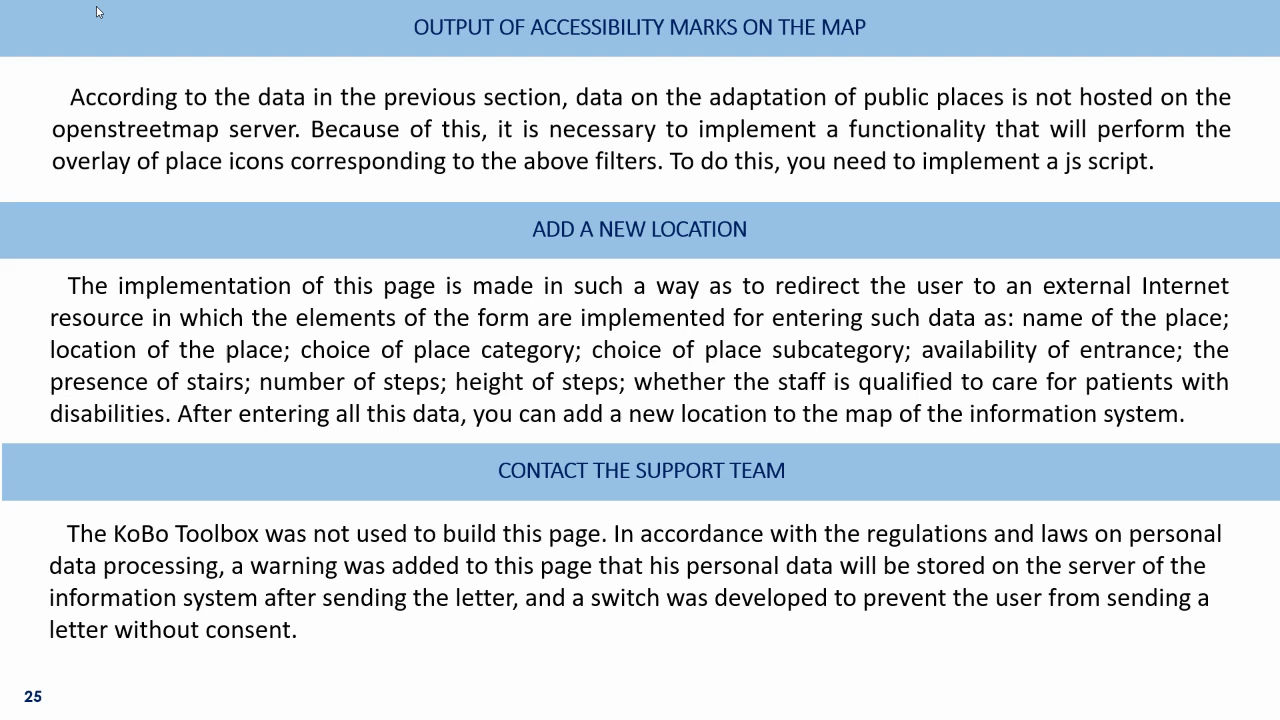 OUTPUT OF ACCESSIBILITY MARKS ON THE MAP
According to the data in the previous section, data on the adaptation of public places is not hosted on the
openstreetmap server. Because of this, it is necessary to implement a functionality that will perform the
overlay of place icons corresponding to the above filters. To do this, you need to implement a js script.
ADD A NEW LOCATION
The implementation of this page is made in such a way as to redirect the user to an external Internet
resource in which the elements of the form are implemented for entering such data as: name of the place;
location of the place; choice of place category; choice of place subcategory; availability of entrance; the
presence of stairs; number of steps; height of steps; whether the staff is qualified to care for patients with
disabilities. After entering all this data, you can add a new location to the map of the information system.
CONTACT THE SUPPORT TEAM
The KoBo Toolbox was not used to build this page. In accordance with the regulations and laws on personal
data processing, a warning was added to this page that his personal data will be stored on the server of the
information system after sending the letter, and a switch was developed to prevent the user from sending a
letter without consent.
25